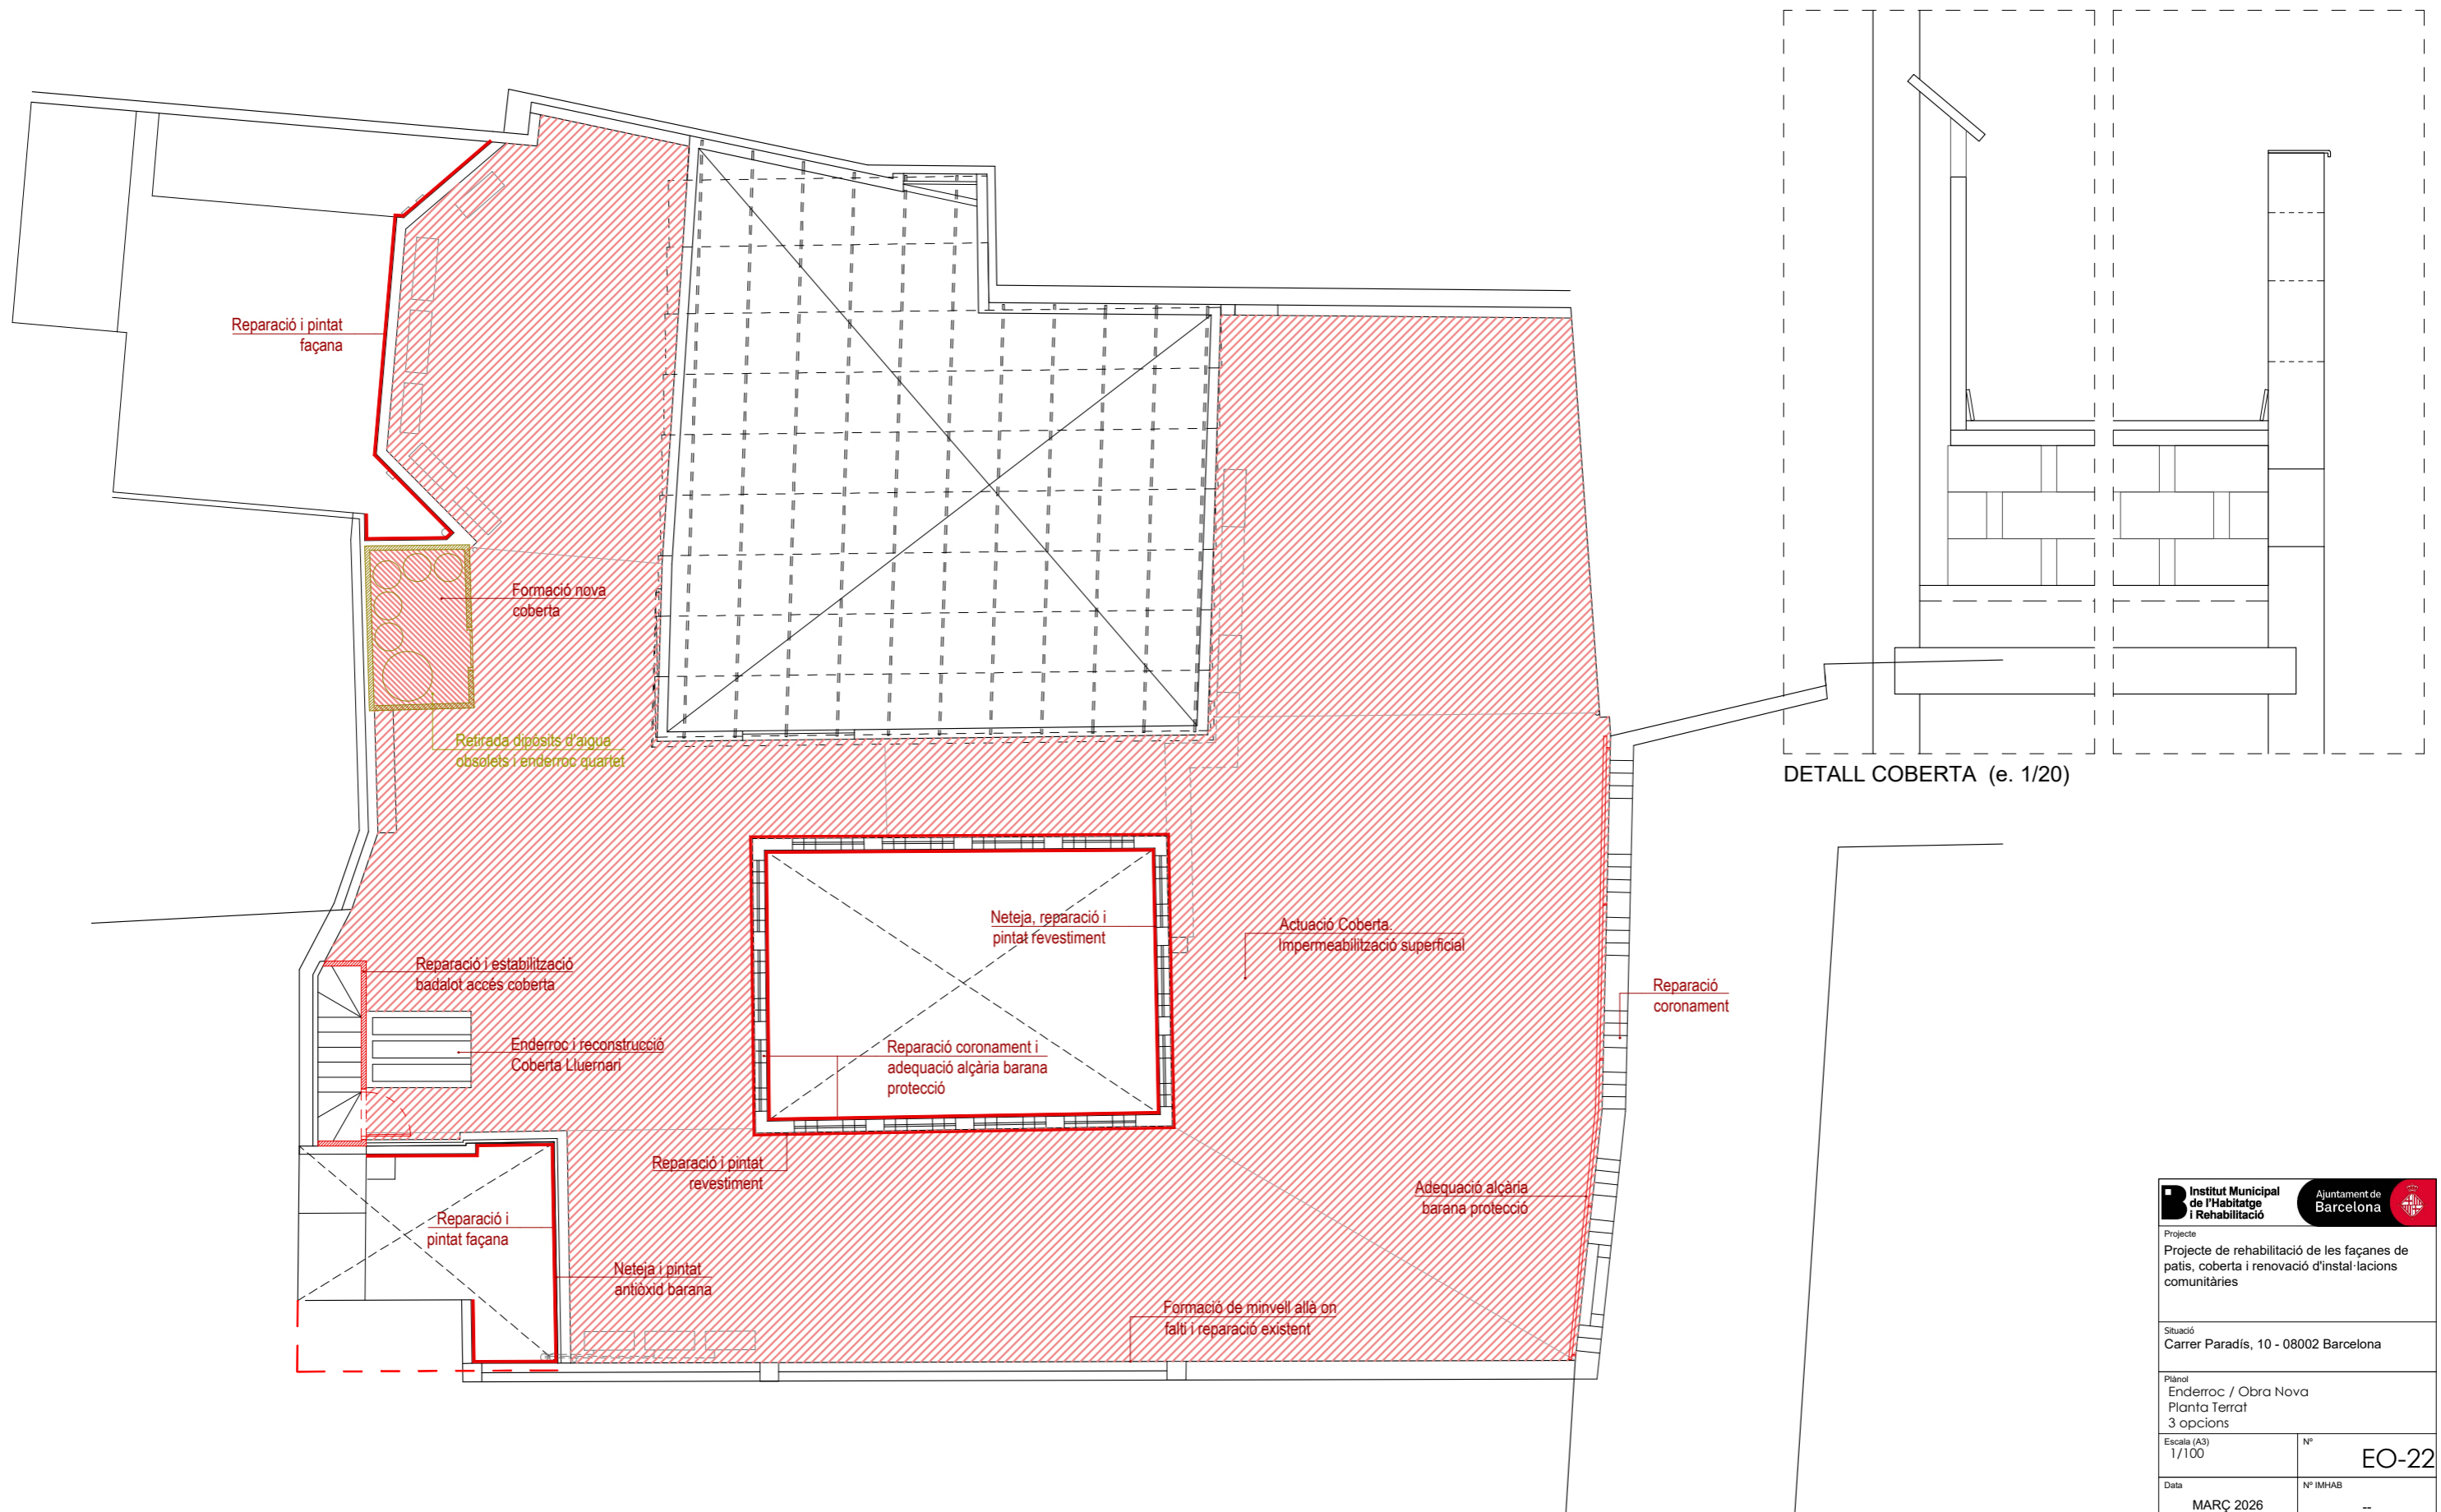 Reparació i pintat
façana
Formació nova
coberta
Retirada dipòsits d'aigua
obsolets i enderroc quartet
DETALL COBERTA (e. 1/20)
Neteja, reparació i
pintat revestiment
Actuació Coberta.
Impermeabilització superficial
Reparació i estabilització
badalot accés coberta
Reparació
coronament
Enderroc i reconstrucció
Coberta Lluernari
Reparació coronament i
adequació alçària barana
protecció
Reparació i pintat
revestiment
Adequació alçària
barana protecció
Reparació i
pintat façana
Neteja i pintat
antiòxid barana
Formació de minvell allà on
falti i reparació existent
Institut Municipal
de l'Habitatge
i Rehabilitació
Ajuntament de
Barcelona
Projecte
Projecte de rehabilitació de les façanes de
patis, coberta i renovació d'instal·lacions
comunitàries
Situació
Carrer Paradís, 10 - 08002 Barcelona
Plànol
Enderroc / Obra Nova
Planta Terrat
3 opcions
Escala (A3)
1/100
Nº
EO-22
Data
MARÇ 2026
Nº IMHAB
--